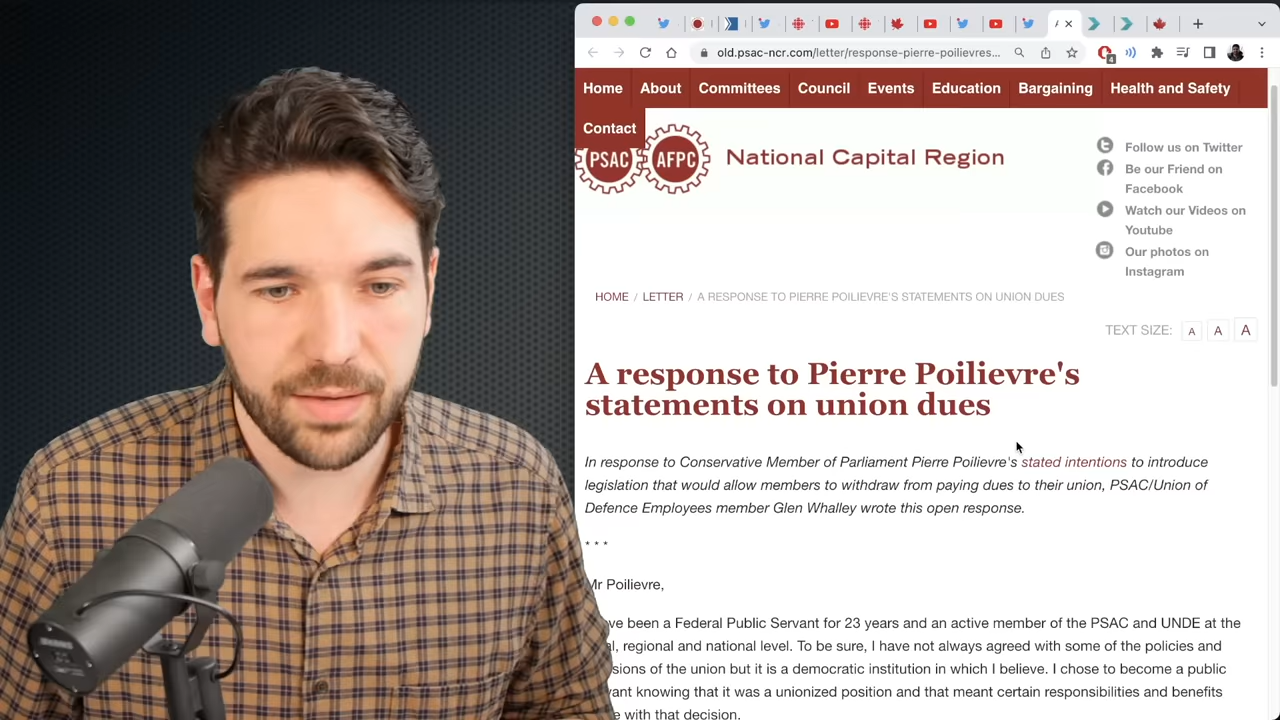 old.psac-ncr.com/letter/response-pierre-poilievres...
4
Home About Committees Council Events Education Bargaining Health and Safety
Contact
PSAC AFPC National Capital Region
Follow us on Twitter
Be our Friend on
Facebook
Watch our Videos on
Youtube
Our photos on
Instagram
HOME / LETTER / A RESPONSE TO PIERRE POILIEVRE'S STATEMENTS ON UNION DUES
TEXT SIZE: A A A
A response to Pierre Poilievre's
statements on union dues
In response to Conservative Member of Parliament Pierre Poilievre's stated intentions to introduce
legislation that would allow members to withdraw from paying dues to their union, PSAC/Union of
Defence Employees member Glen Whalley wrote this open response.
* * *
Mr Poilievre,
been a Federal Public Servant for 23 years and an active member of the PSAC and UNDE at the
regional and national level. To be sure, I have not always agreed with some of the policies and
of the union but it is a democratic institution in which I believe. I chose to become a public
knowing that it was a unionized position and that meant certain responsibilities and benefits
with that decision.